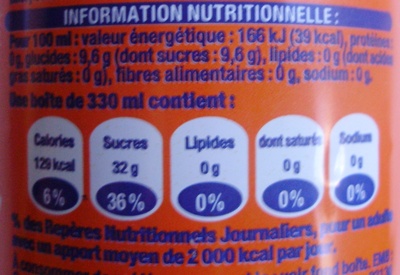 INFORMATION NUTRITIONNELLE:
Pour 100 ml : valeur énergétique : 166 kJ (39 kcal), protéines :
0 g, glucides : 9,6 g (dont sucres : 9,6 g), lipides : 0 g (dont acides
gras saturés : 0 g), fibres alimentaires : 0 g, sodium : 0 g.
Une boîte de 330 ml contient :
Calories Sucres Lipides dont saturés Sodium
129 kcal 32 g 0 g 0 g 0 g
6% 36% 0% 0% 0%
% des Repères Nutritionnels Journaliers, pour un adulte
avec un apport moyen de 2 000 kcal par jour.